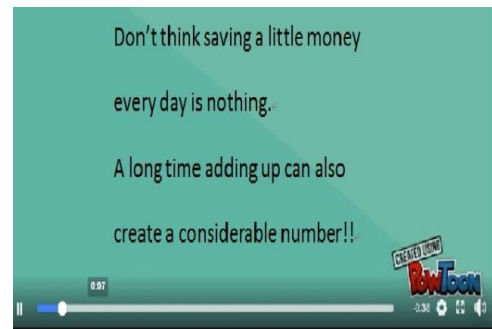 Don't think saving a little money
every day is nothing.
A long time adding up can also
create a considerable number!!
CREATED USING
POWTOON
0:07
-0:38